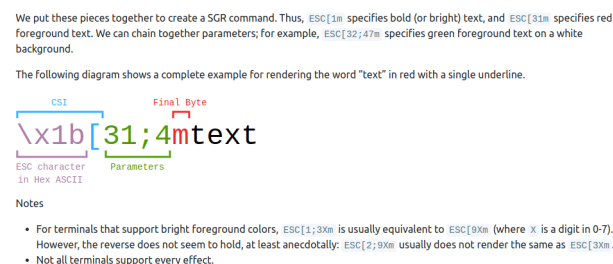 We put these pieces together to create a SGR command. Thus, ESC[1m specifies bold (or bright) text, and ESC[31m specifies red
foreground text. We can chain together parameters; for example, ESC[32;47m specifies green foreground text on a white
background.
The following diagram shows a complete example for rendering the word “text” in red with a single underline.
CSI Final Byte
\x1b[31;4mtext
ESC character Parameters
in Hex ASCII
Notes
• For terminals that support bright foreground colors, ESC[1;3Xm is usually equivalent to ESC[9Xm (where X is a digit in 0-7).
However, the reverse does not seem to hold, at least anecdotally: ESC[2;9Xm usually does not render the same as ESC[3Xm.
• Not all terminals support every effect.